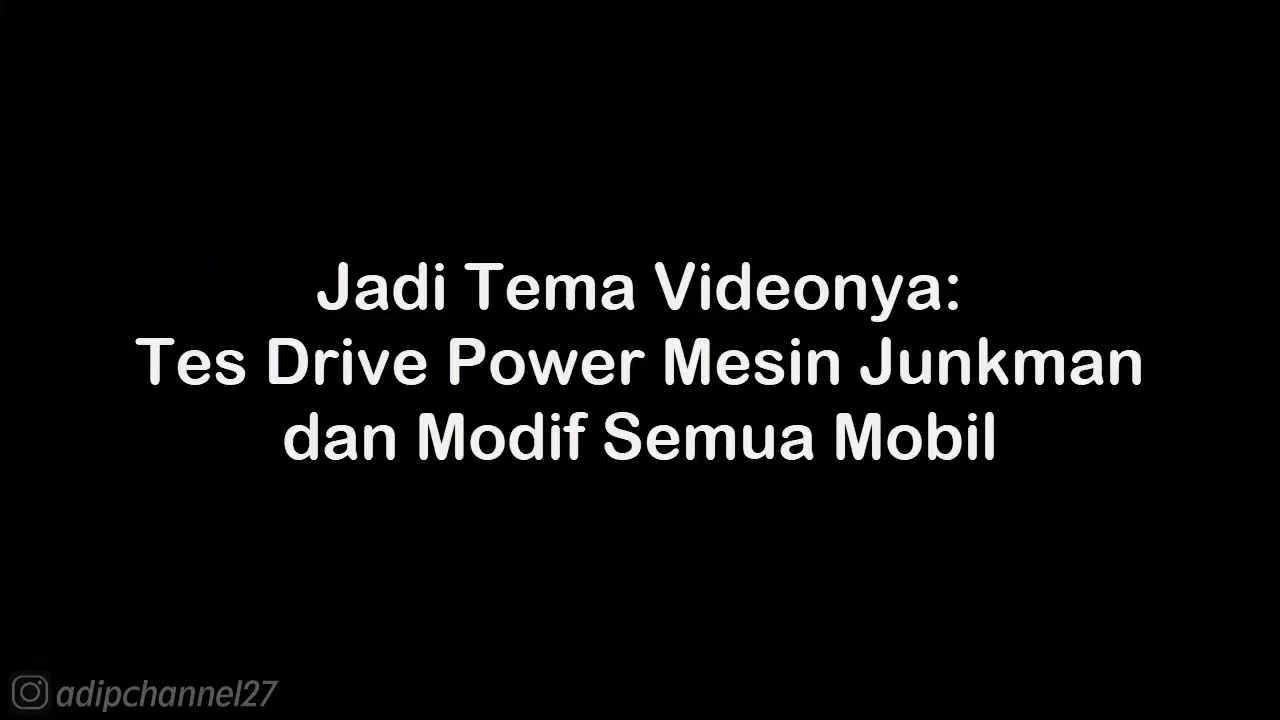 Jadi Tema Videonya:
Tes Drive Power Mesin Junkman
dan Modif Semua Mobil
adipchannel27